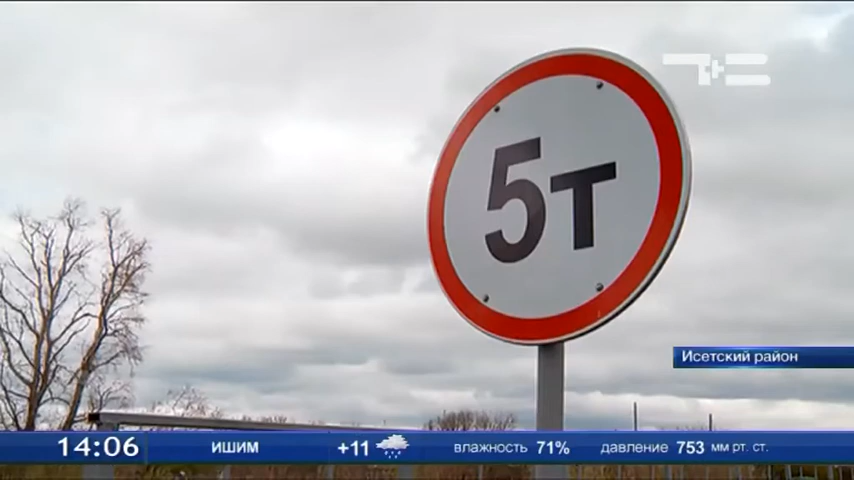 5т
Исетский район
14:06 ИШИМ +11 влажность 71% давление 753 мм рт. ст.